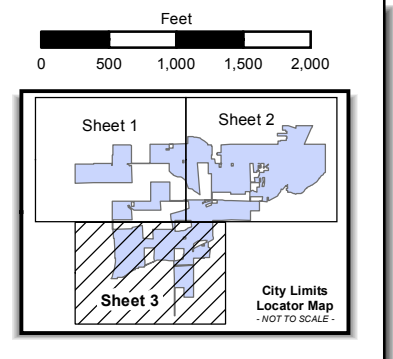 Feet
0 500 1,000 1,500 2,000
Sheet 1
Sheet 2
Sheet 3
City Limits
Locator Map
- NOT TO SCALE -